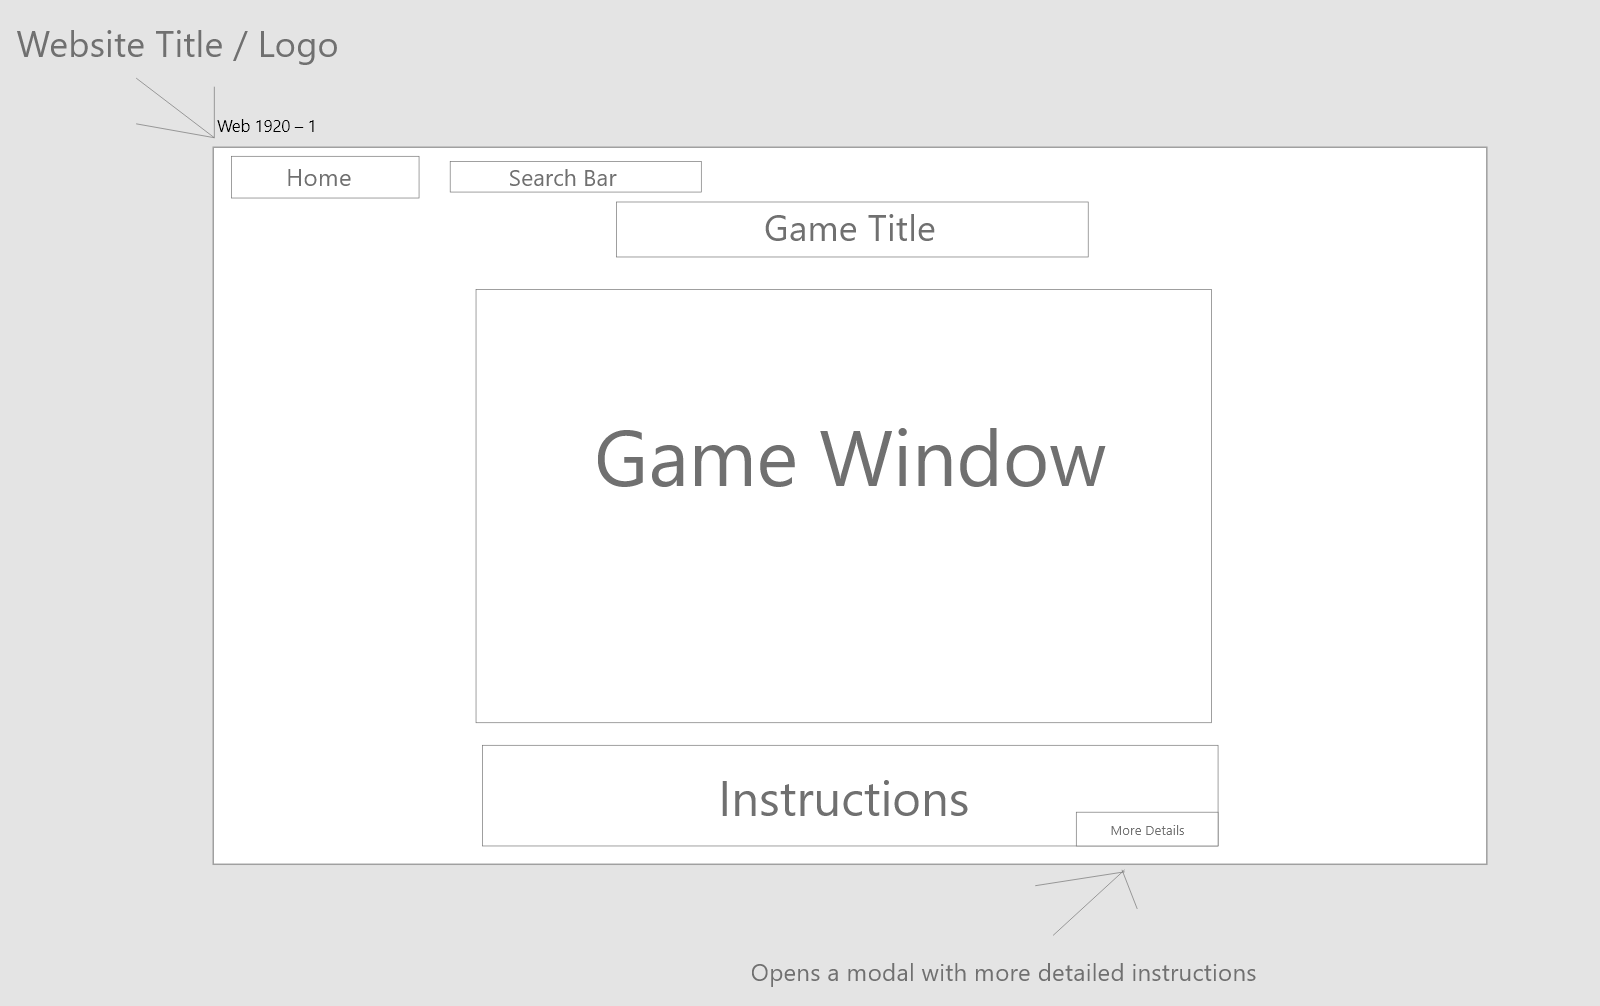 Website Title / Logo
Web 1920 – 1
Home
Search Bar
Game Title
Game Window
Instructions
More Details
Opens a modal with more detailed instructions